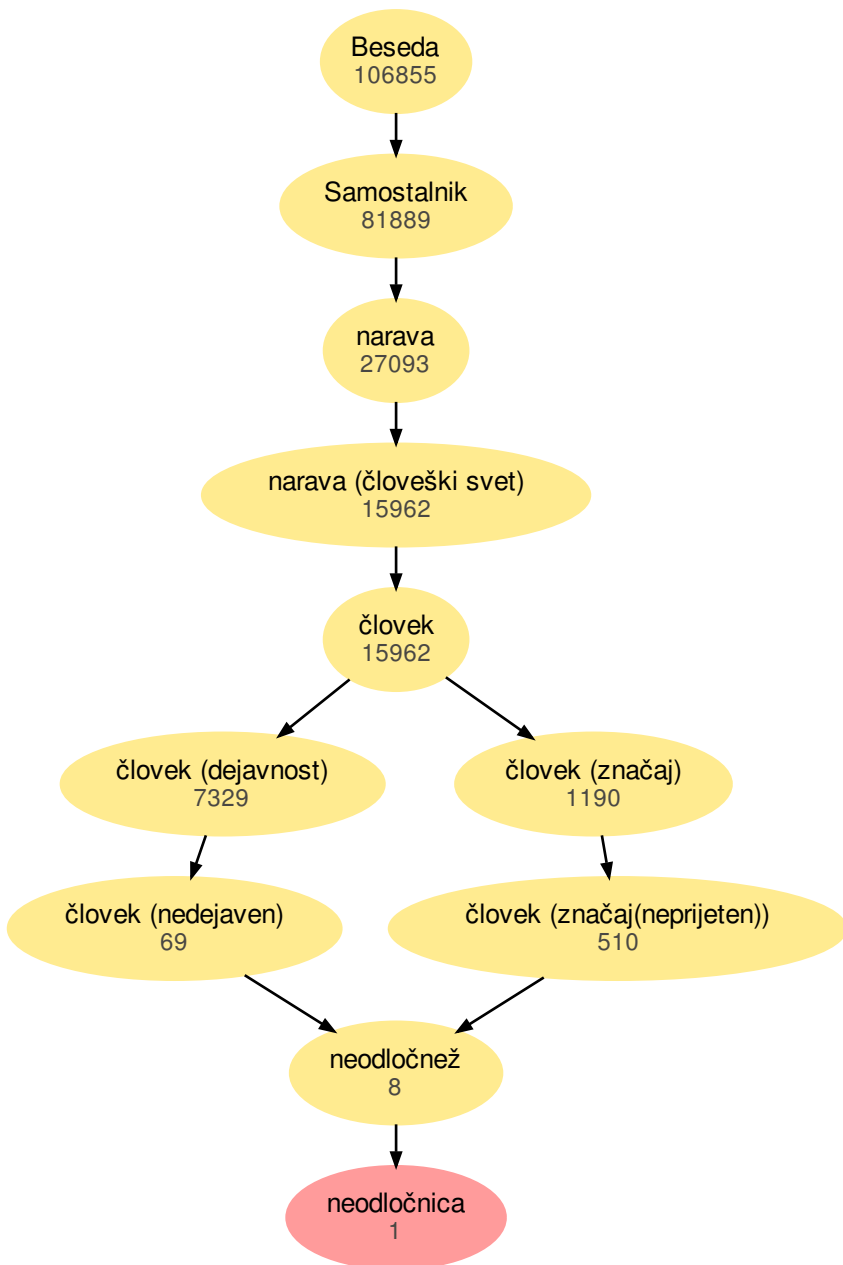 Beseda
106855
Samostalnik
81889
narava
27093
narava (človeški svet)
15962
človek
15962
človek (dejavnost)
7329
človek (značaj)
1190
človek (nedejaven)
69
človek (značaj(neprijeten))
510
neodločnež
8
neodločnica
1